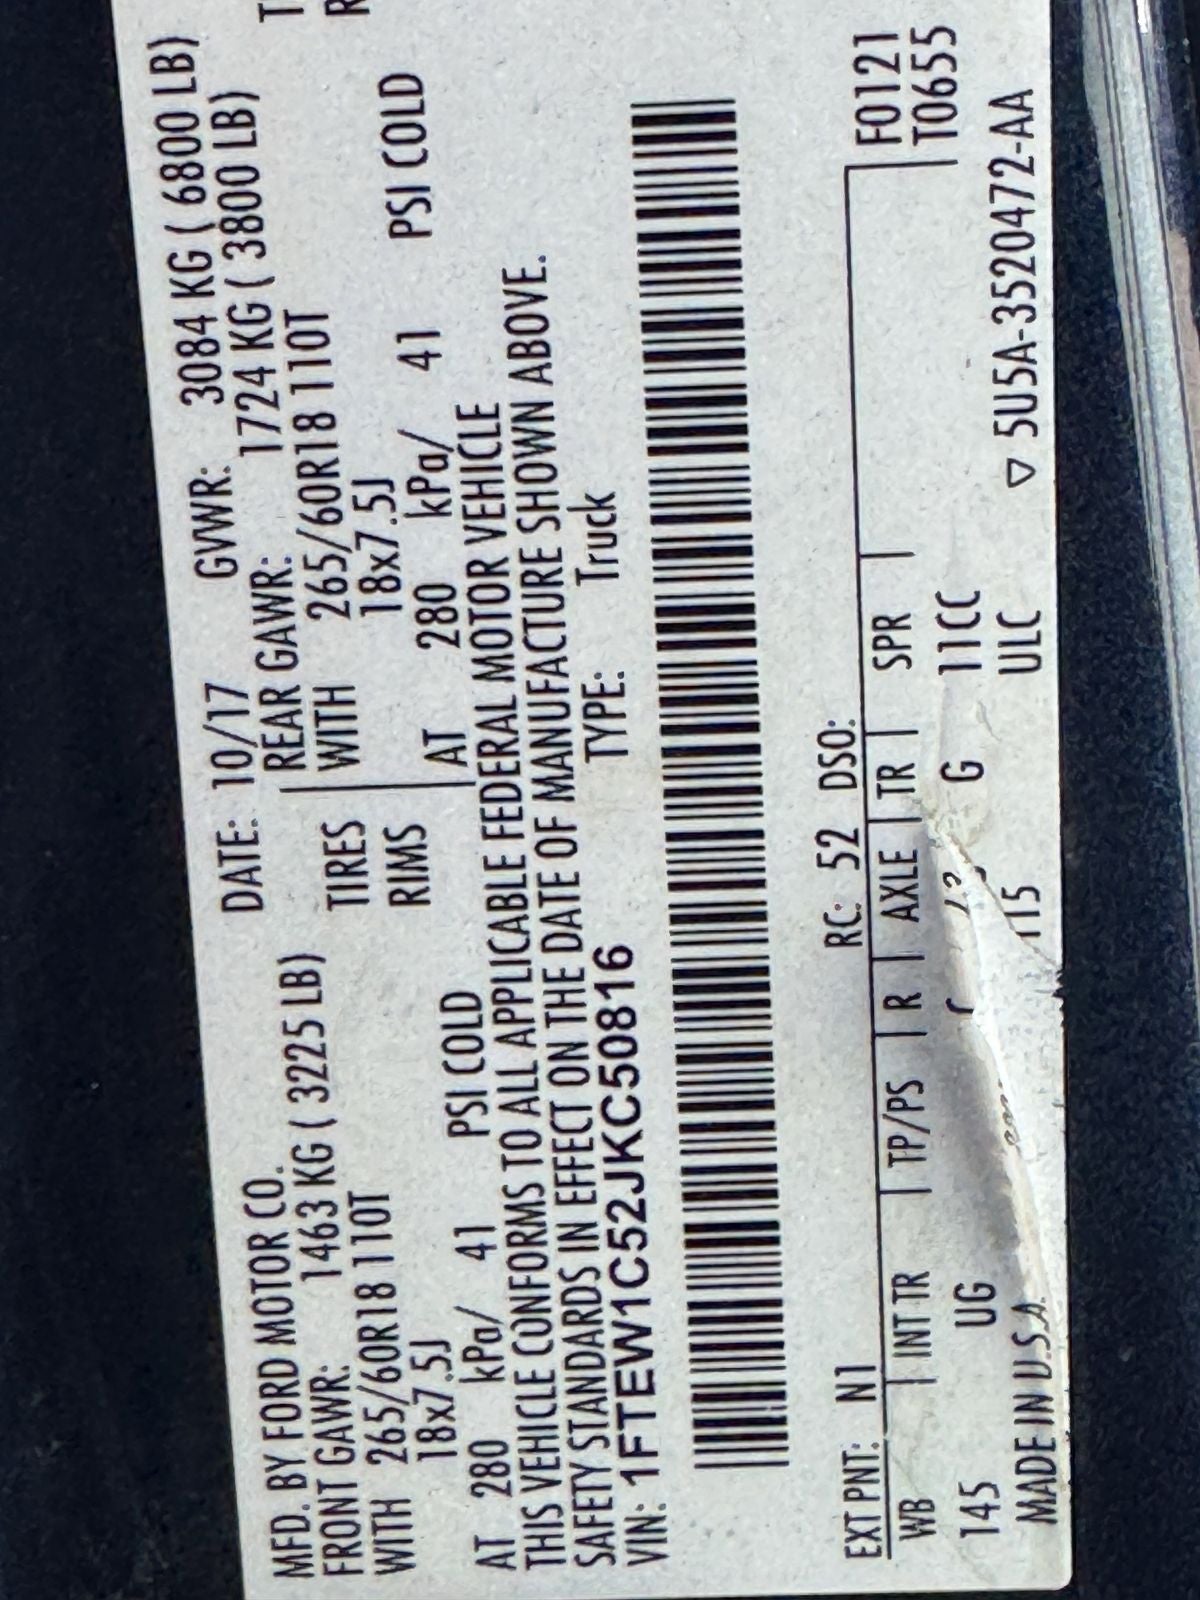 MFD. BY FORD MOTOR CO. DATE: 10/17 GVWR: 3084 KG ( 6800 LB)
FRONT GAWR: 1463 KG ( 3225 LB) REAR GAWR: 1724 KG ( 3800 LB)
WITH 265/60R18 110T TIRES WITH 265/60R18 110T
18x7.5J RIMS 18x7.5J
AT 280 kPa/ 41 PSI COLD AT 280 kPa/ 41 PSI COLD
THIS VEHICLE CONFORMS TO ALL APPLICABLE FEDERAL MOTOR VEHICLE
SAFETY STANDARDS IN EFFECT ON THE DATE OF MANUFACTURE SHOWN ABOVE.
VIN: 1FTEW1C52JKC50816 TYPE: Truck
EXT PNT: N1 RC: 52 DSO: F0121
WB INT TR TP/PS R AXLE TR SPR T0655
145 UG G 11CC
MADE IN U.S.A. 115 ULC ▽ 5U5A-3520472-AA